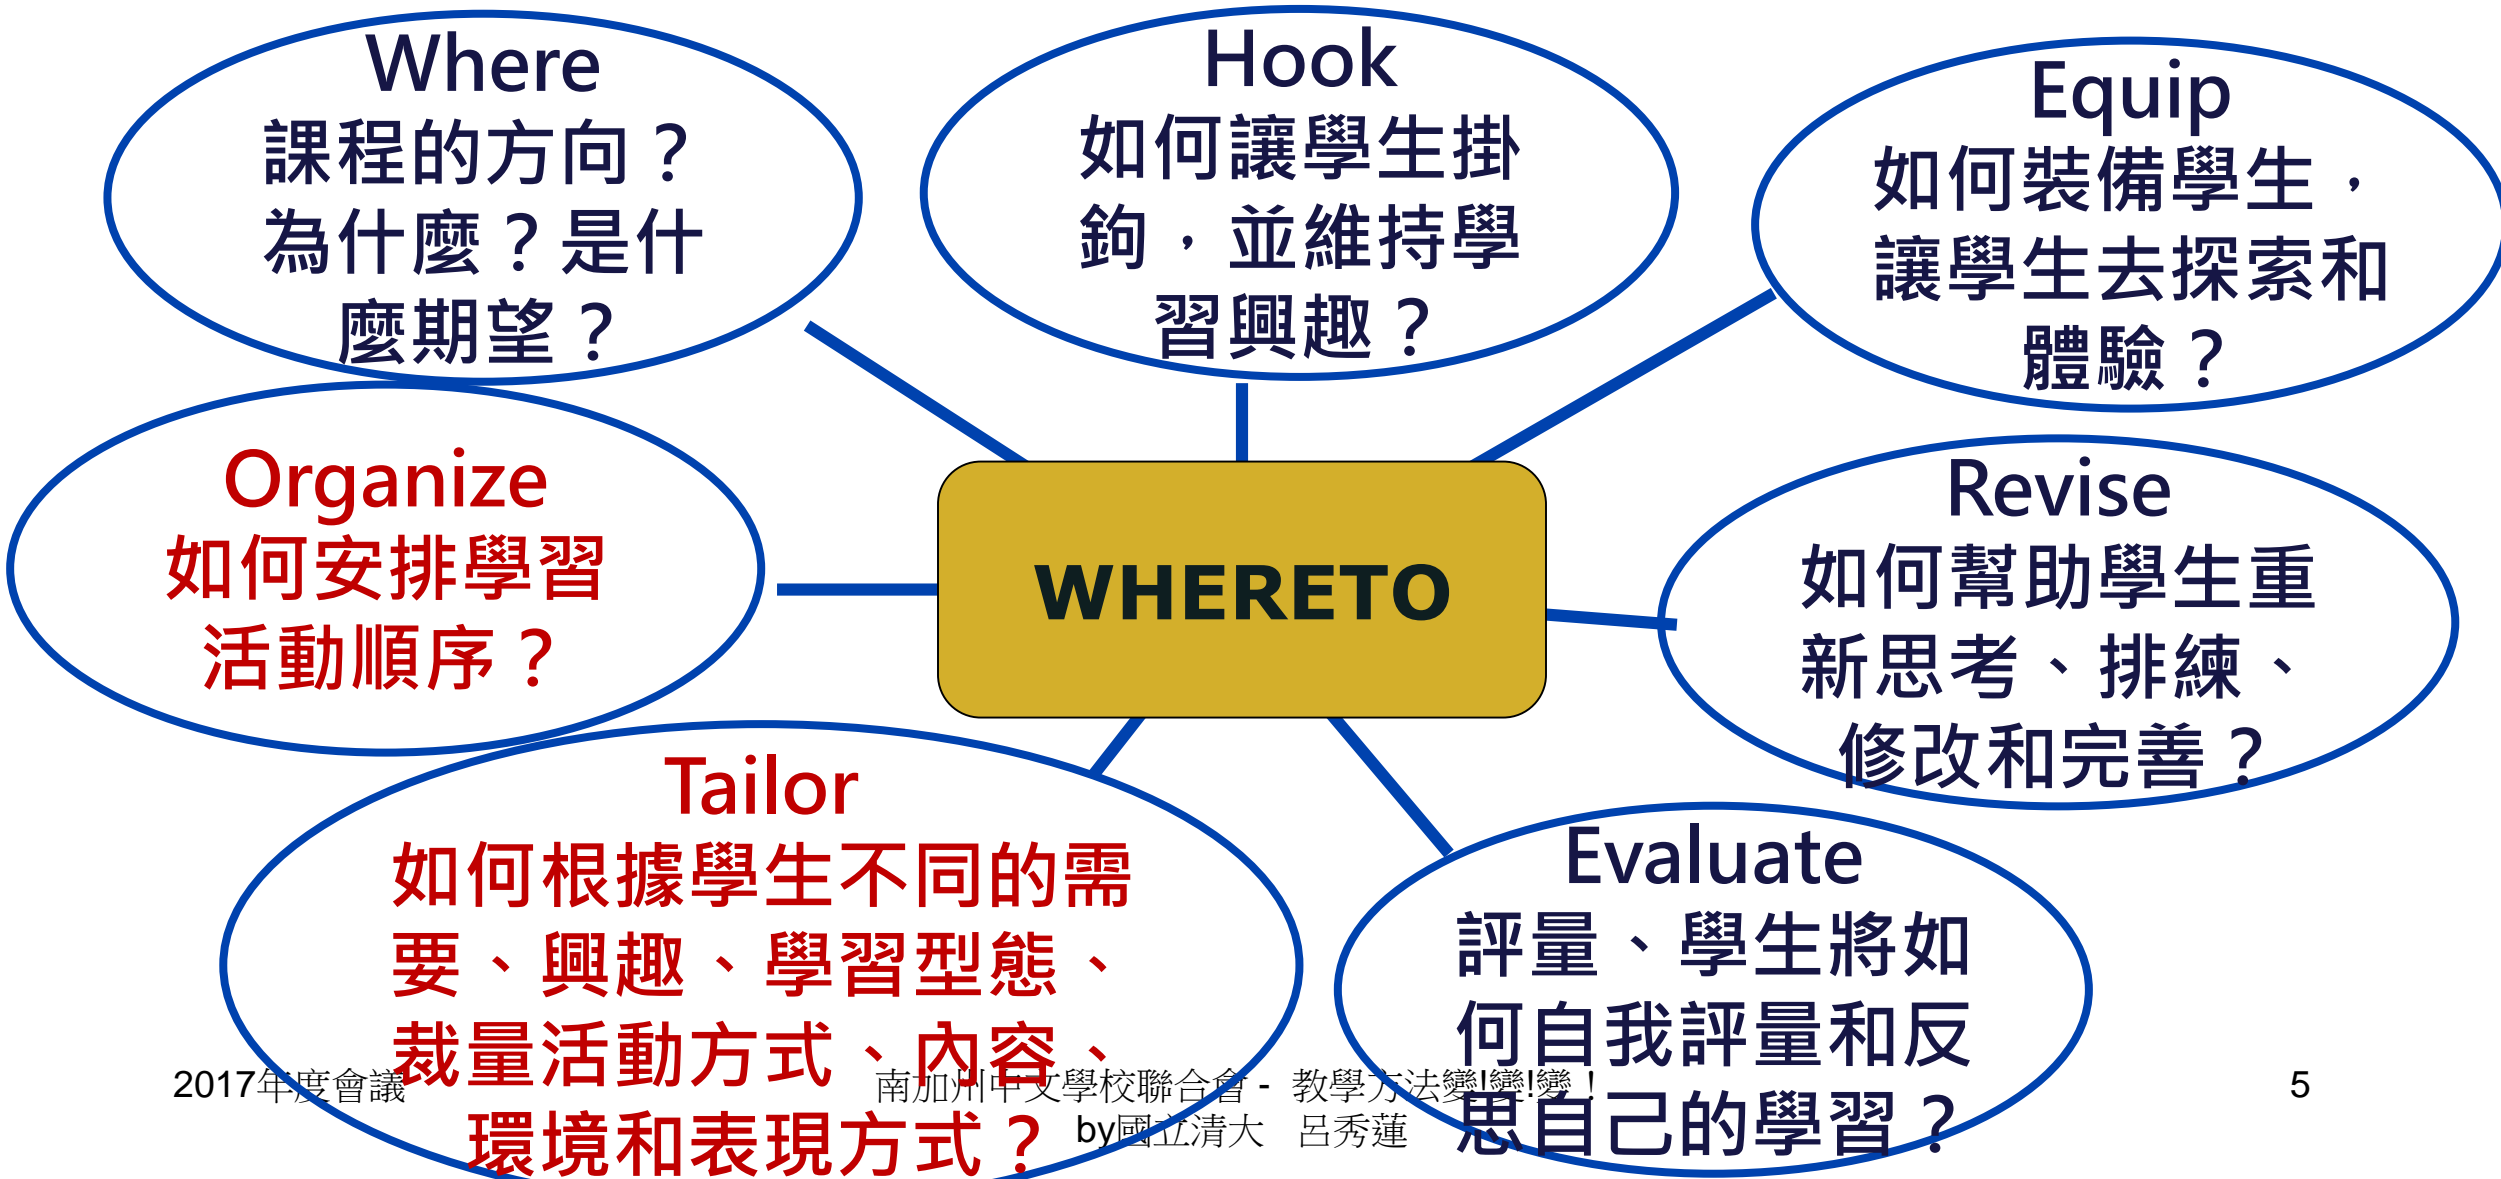 Where
課程的方向？
為什麼？是什
麼期望？
Hook
如何讓學生掛
鉤，並維持學
習興趣？
Equip
如何裝備學生，
讓學生去探索和
體驗？
Organize
如何安排學習
活動順序？
WHERETO
Revise
如何幫助學生重
新思考、排練、
修改和完善？
Tailor
如何根據學生不同的需
要、興趣、學習型態、
裁量活動方式、內容、
環境和表現方式？
Evaluate
評量、學生將如
何自我評量和反
思自己的學習？
2017年度會議
南加州中文學校聯合會 - 教學方法變!變!變！
by國立清大 呂秀蓮
5